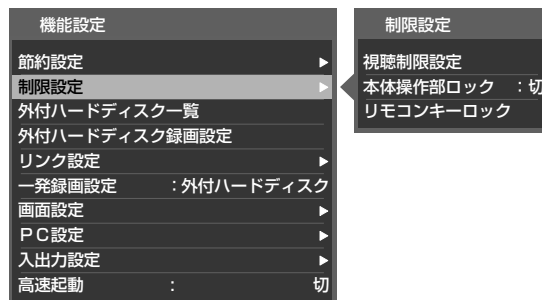 機能設定
節約設定
制限設定
外付ハードディスク一覧
外付ハードディスク録画設定
リンク設定
一発録画設定 :外付ハードディスク
画面設定
PC設定
入出力設定
高速起動 : 切
制限設定
視聴制限設定
本体操作部ロック :切
リモコンキーロック